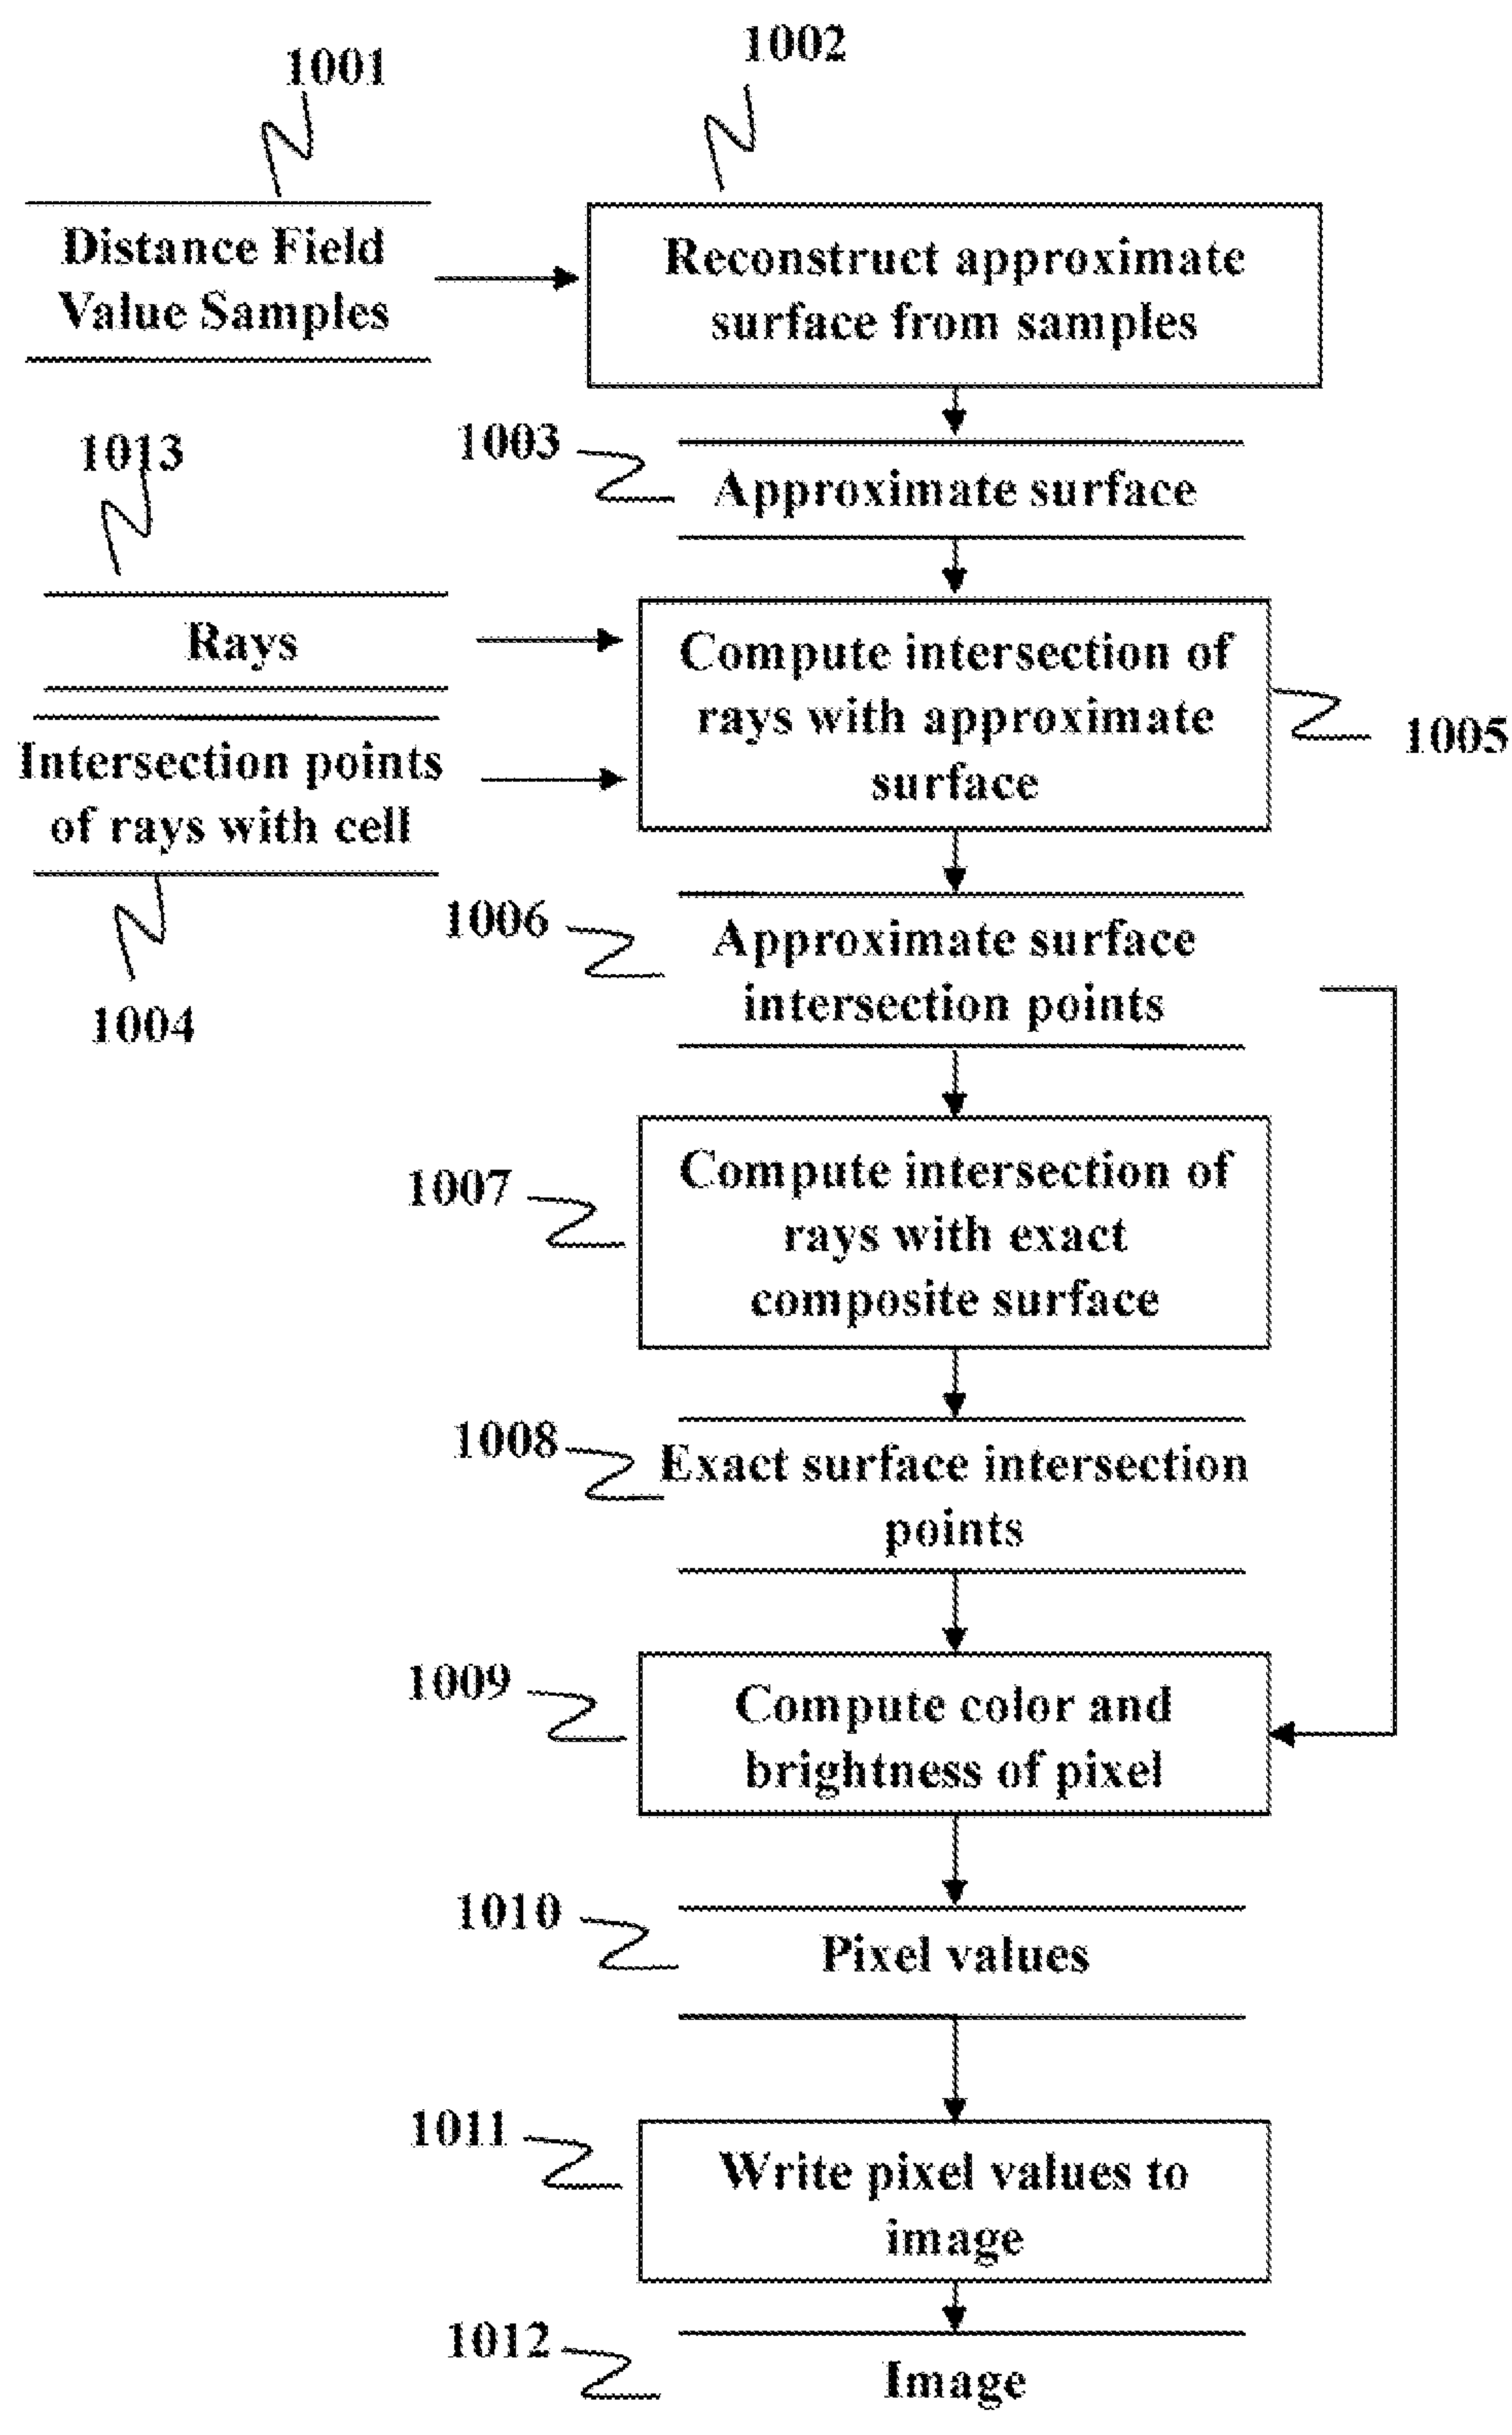 1001
1002
Distance Field
Value Samples
Reconstruct approximate
surface from samples
1013
1003
Approximate surface
Rays
Intersection points
of rays with cell
1004
Compute intersection of
rays with approximate
surface
1005
1006
Approximate surface
intersection points
1007
Compute intersection of
rays with exact
composite surface
1008
Exact surface intersection
points
1009
Compute color and
brightness of pixel
1010
Pixel values
1011
Write pixel values to
image
1012
Image